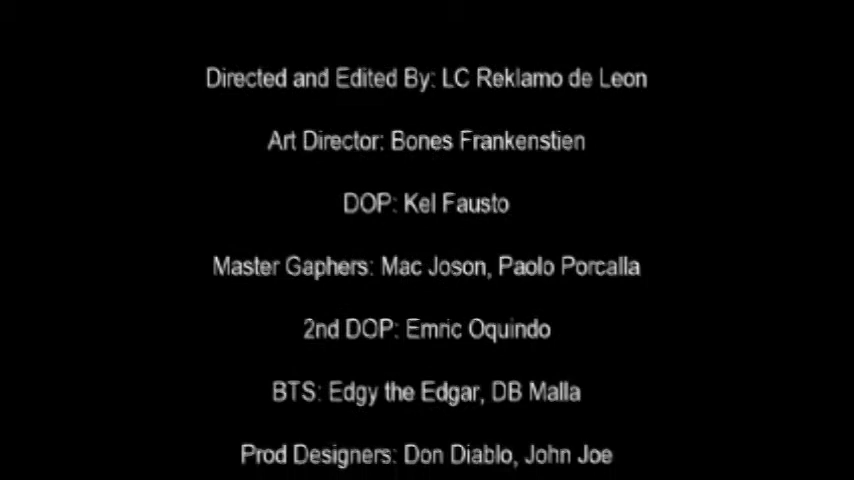 Directed and Edited By: LC Reklamo de Leon
Art Director: Bones Frankenstien
DOP: Kel Fausto
Master Gaphers: Mac Joson, Paolo Porcalla
2nd DOP: Emric Oquindo
BTS: Edgy the Edgar, DB Malla
Prod Designers: Don Diablo, John Joe